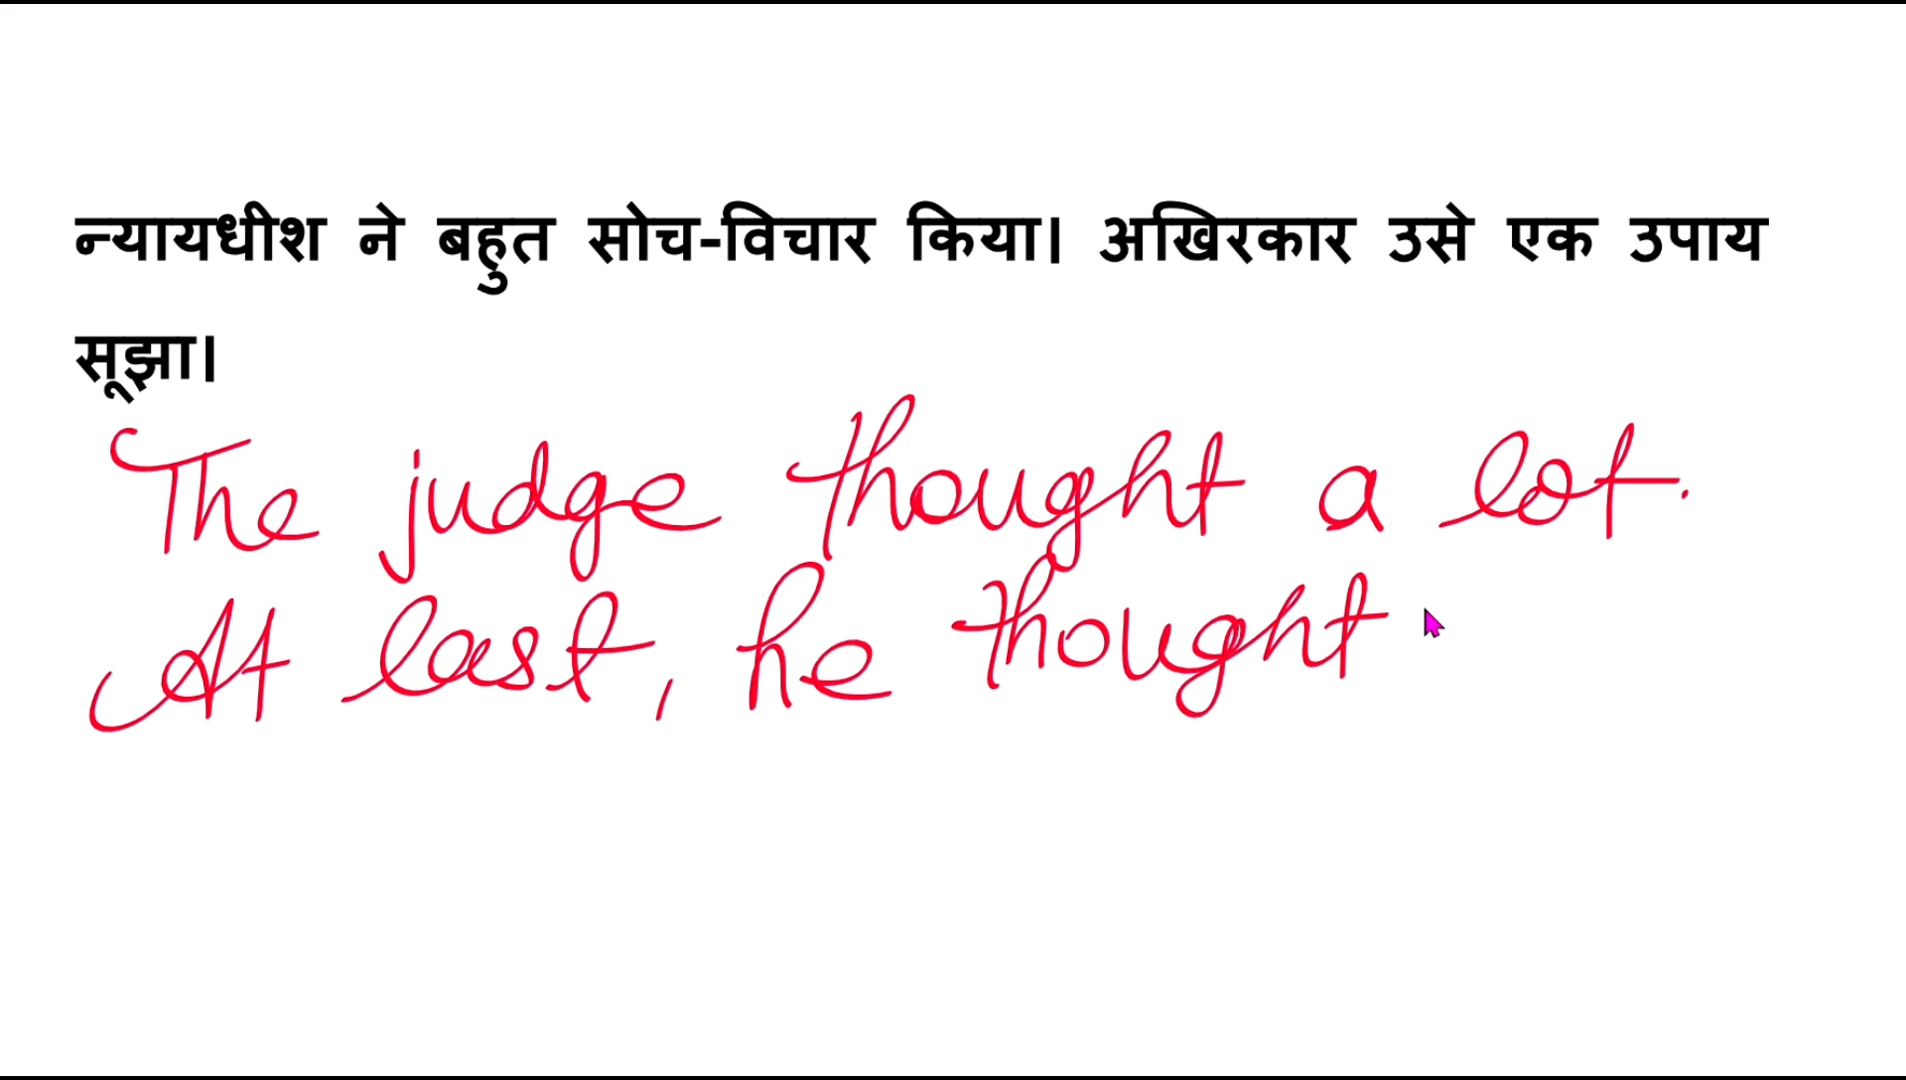 न्यायधीश ने बहुत सोच-विचार किया। अखिरकार उसे एक उपाय
सूझा।
The judge thought a lot.
At last, he thought